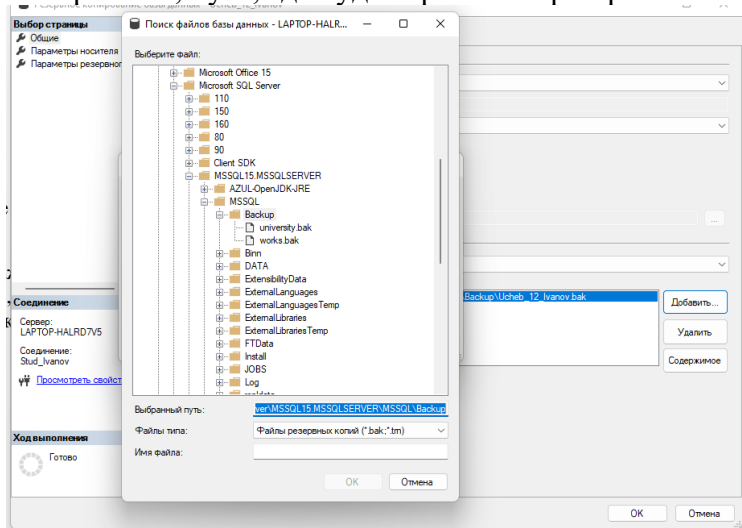 Выбор страницы
Общие
Параметры носителя
Параметры резервног
Соединение
Сервер:
LAPTOP-HALRD7V5
Соединение:
Stud_Ivanov
Просмотреть свойст
Ход выполнения
Готово
Поиск файлов базы данных - LAPTOP-HALR...
Выберите файл:
Microsoft Office 15
Microsoft SQL Server
110
150
160
80
90
Client SDK
MSSQL15.MSSQLSERVER
AZUL-OpenJDK-JRE
MSSQL
Backup
university.bak
works.bak
Binn
DATA
ExtensibilityData
ExternalLanguages
ExternalLanguagesTemp
ExternalLibraries
ExternalLibrariesTemp
FTData
Install
JOBS
Log
Выбранный путь:
ver\MSSQL15.MSSQLSERVER\MSSQL\Backup
Файлы типа:
Файлы резервных копий (*.bak;*.trn)
Имя файла:
OK
Отмена
...
\Backup\Ucheb_12_Ivanov.bak
Добавить...
Удалить
Содержимое
OK
Отмена